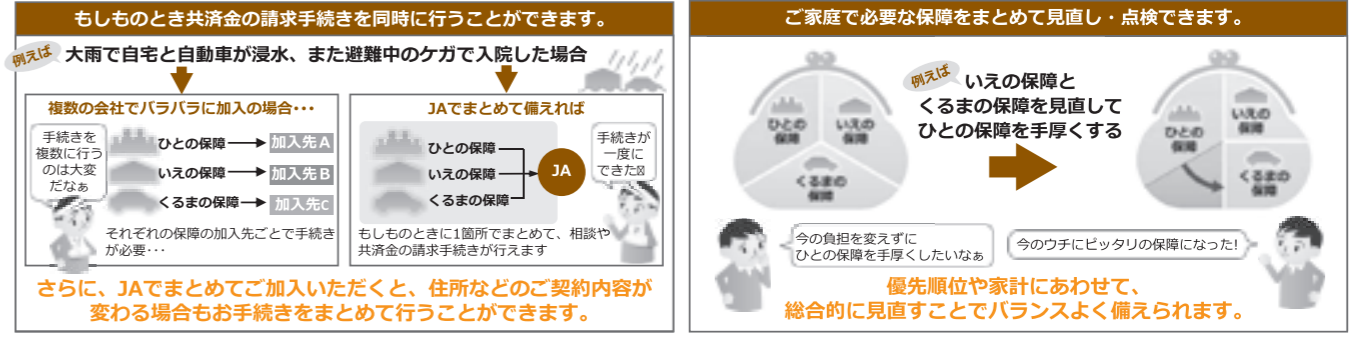 もしものとき共済金の請求手続きを同時に行うことができます。
例えば
大雨で自宅と自動車が浸水、また避難中のケガで入院した場合
複数の会社でバラバラに加入の場合･･･
手続きを
複数に行う
のは大変
だなぁ
ひとの保障
加入先A
いえの保障
加入先B
くるまの保障
加入先C
それぞれの保障の加入先ごとで手続き
が必要･･･
JAでまとめて備えれば
ひとの保障
いえの保障
くるまの保障
JA
手続きが
一度に
できた
もしものときに1箇所でまとめて、相談や
共済金の請求手続きが行えます
さらに、JAでまとめてご加入いただくと、住所などのご契約内容が
変わる場合もお手続きをまとめて行うことができます。
ご家庭で必要な保障をまとめて見直し・点検できます。
ひとの
保障
いえの
保障
くるまの
保障
例えば
いえの保障と
くるまの保障を見直して
ひとの保障を手厚くする
ひとの
保障
いえの
保障
くるまの
保障
今の負担を変えずに
ひとの保障を手厚くしたいなぁ
今のウチにピッタリの保障になった!
優先順位や家計にあわせて、
総合的に見直すことでバランスよく備えられます。